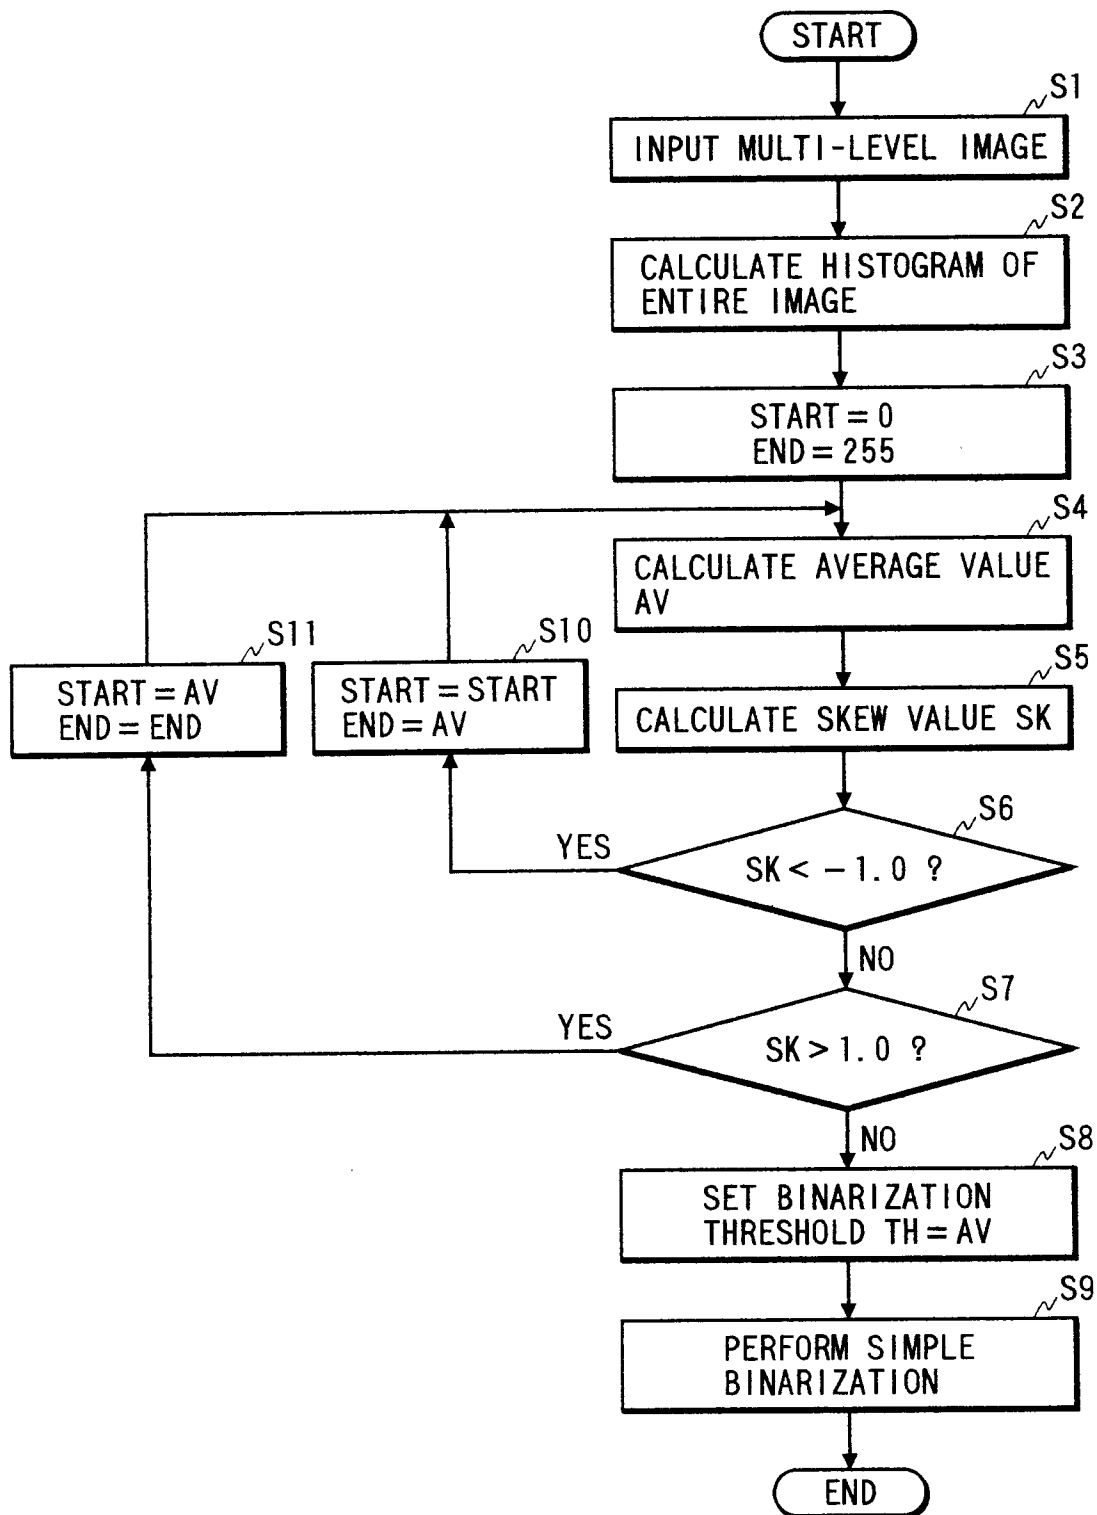 START
S1
INPUT MULTI-LEVEL IMAGE
S2
CALCULATE HISTOGRAM OF
ENTIRE IMAGE
S3
START = 0
END = 255
S4
CALCULATE AVERAGE VALUE
AV
S11
START = AV
END = END
S10
START = START
END = AV
S5
CALCULATE SKEW VALUE SK
S6
YES
SK < - 1.0 ?
NO
S7
YES
SK > 1.0 ?
NO
S8
SET BINARIZATION
THRESHOLD TH = AV
S9
PERFORM SIMPLE
BINARIZATION
END